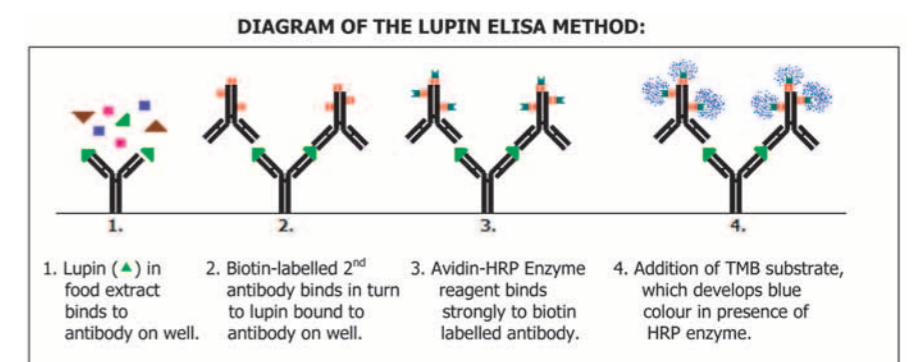 DIAGRAM OF THE LUPIN ELISA METHOD:
1.
2.
3.
4.
1. Lupin (▲) in
food extract
binds to
antibody on well.
2. Biotin-labelled 2nd
antibody binds in turn
to lupin bound to
antibody on well.
3. Avidin-HRP Enzyme
reagent binds
strongly to biotin
labelled antibody.
4. Addition of TMB substrate,
which develops blue
colour in presence of
HRP enzyme.